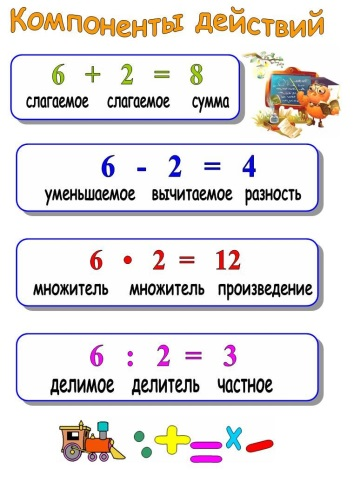 Компоненты действий
6 + 2 = 8
слагаемое слагаемое сумма
6 - 2 = 4
уменьшаемое вычитаемое разность
6 • 2 = 12
множитель множитель произведение
6 : 2 = 3
делимое делитель частное